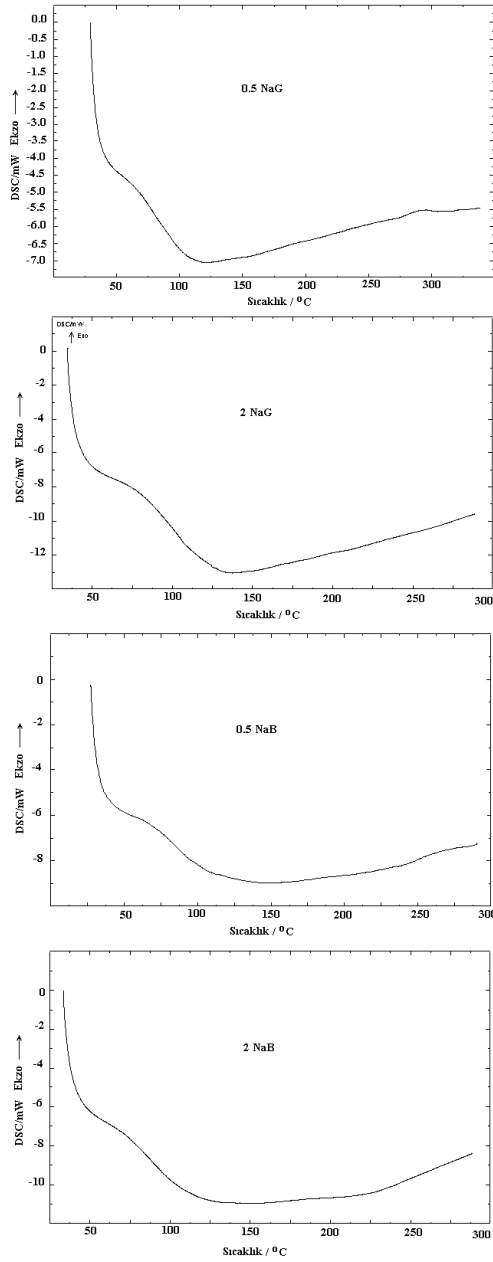 0.0
-0.5
-1.0
-1.5
-2.0
-2.5
-3.0
-3.5
-4.0
-4.5
-5.0
-5.5
-6.0
-6.5
-7.0
DSC/mW Ekzo →
0.5 NaG
50 100 150 200 250 300
Sıcaklık / ⁰C
DSC/mW
↑ Exo
0
-2
-4
-6
-8
-10
-12
DSC/mW Ekzo →
2 NaG
50 100 150 200 250 300
Sıcaklık / ⁰C
0
-2
-4
-6
-8
DSC/mW Ekzo →
0.5 NaB
50 100 150 200 250 300
Sıcaklık / ⁰C
0
-2
-4
-6
-8
-10
DSC/mW Ekzo →
2 NaB
50 100 150 200 250 300
Sıcaklık / ⁰C